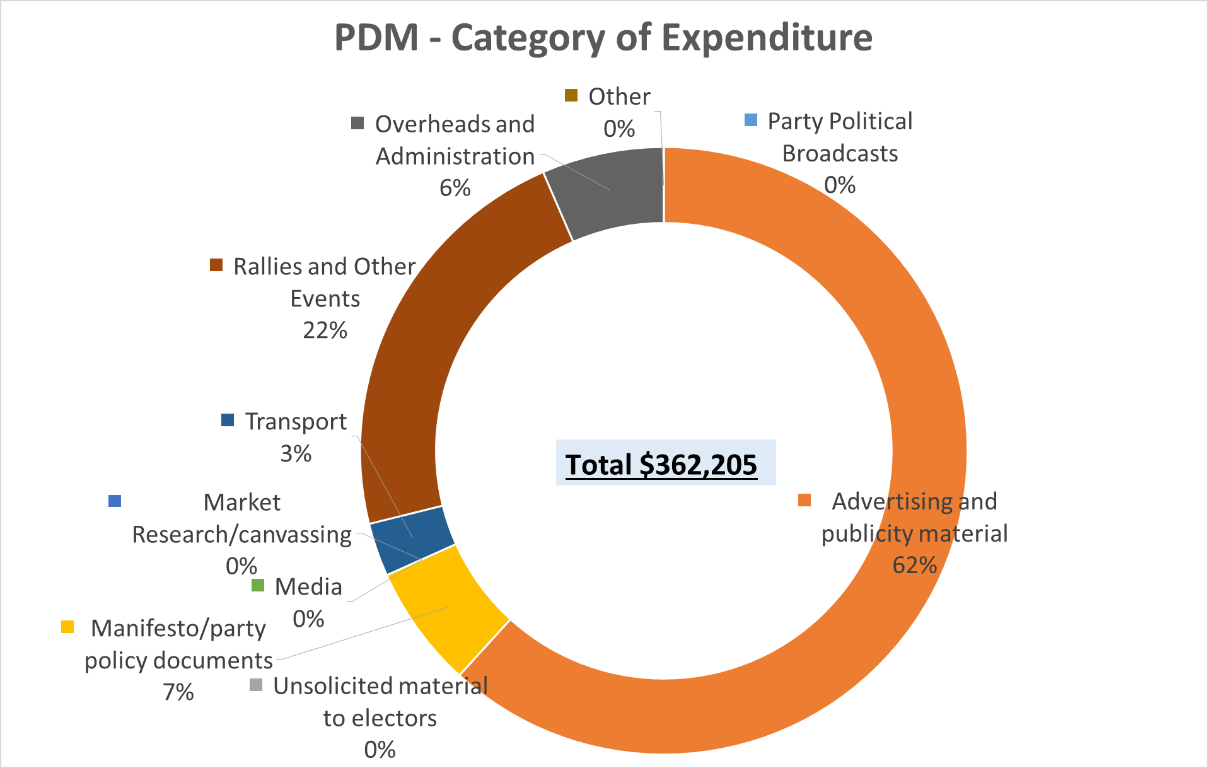 PDM - Category of Expenditure
Other
0%
Party Political
Broadcasts
0%
Overheads and
Administration
6%
Rallies and Other
Events
22%
Transport
3%
Total $362,205
Advertising and
publicity material
62%
Market
Research/canvassing
0%
Media
0%
Manifesto/party
policy documents
7%
Unsolicited material
to electors
0%